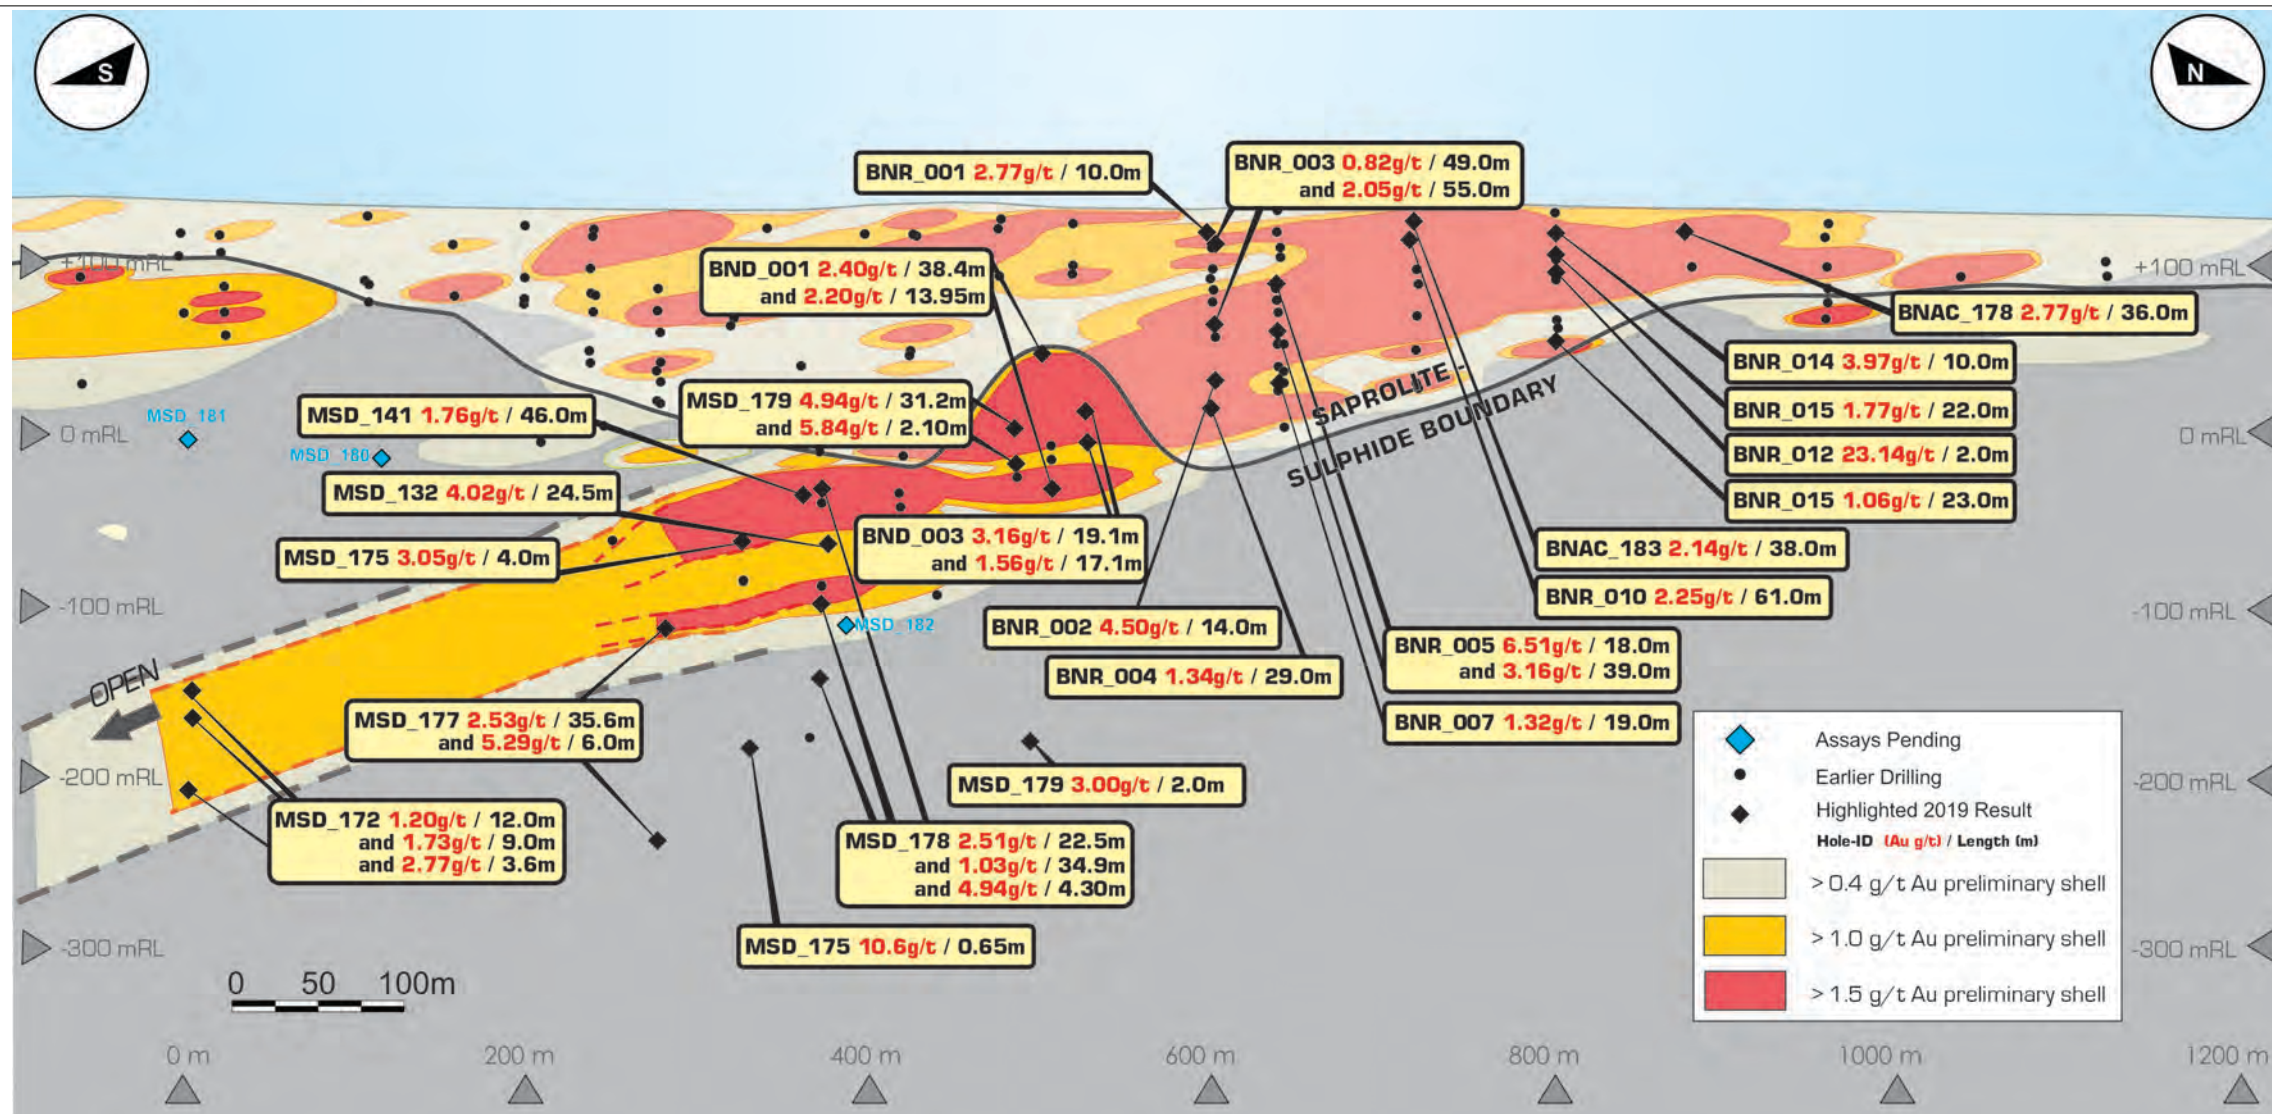 S
N
BNR_001 2.77g/t / 10.0m
BNR_003 0.82g/t / 49.0m
and 2.05g/t / 55.0m
BND_001 2.40g/t / 38.4m
and 2.20g/t / 13.95m
+100 mRL
+100 mRL
BNAC_178 2.77g/t / 36.0m
BNR_014 3.97g/t / 10.0m
BNR_015 1.77g/t / 22.0m
BNR_012 23.14g/t / 2.0m
BNR_015 1.06g/t / 23.0m
SAPROLITE -
SULPHIDE BOUNDARY
MSD_181
MSD_141 1.76g/t / 46.0m
MSD_179 4.94g/t / 31.2m
and 5.84g/t / 2.10m
0 mRL
0 mRL
MSD_180
MSD_132 4.02g/t / 24.5m
MSD_175 3.05g/t / 4.0m
BND_003 3.16g/t / 19.1m
and 1.56g/t / 17.1m
BNAC_183 2.14g/t / 38.0m
BNR_010 2.25g/t / 61.0m
-100 mRL
-100 mRL
MSD_182
BNR_002 4.50g/t / 14.0m
BNR_004 1.34g/t / 29.0m
BNR_005 6.51g/t / 18.0m
and 3.16g/t / 39.0m
BNR_007 1.32g/t / 19.0m
OPEN
MSD_177 2.53g/t / 35.6m
and 5.29g/t / 6.0m
-200 mRL
-200 mRL
MSD_179 3.00g/t / 2.0m
MSD_172 1.20g/t / 12.0m
and 1.73g/t / 9.0m
and 2.77g/t / 3.6m
MSD_178 2.51g/t / 22.5m
and 1.03g/t / 34.9m
and 4.94g/t / 4.30m
MSD_175 10.6g/t / 0.65m
-300 mRL
-300 mRL
Assays Pending
Earlier Drilling
Highlighted 2019 Result
Hole-ID (Au g/t) / Length (m)
> 0.4 g/t Au preliminary shell
> 1.0 g/t Au preliminary shell
> 1.5 g/t Au preliminary shell
0 50 100m
0 m 200 m 400 m 600 m 800 m 1000 m 1200 m